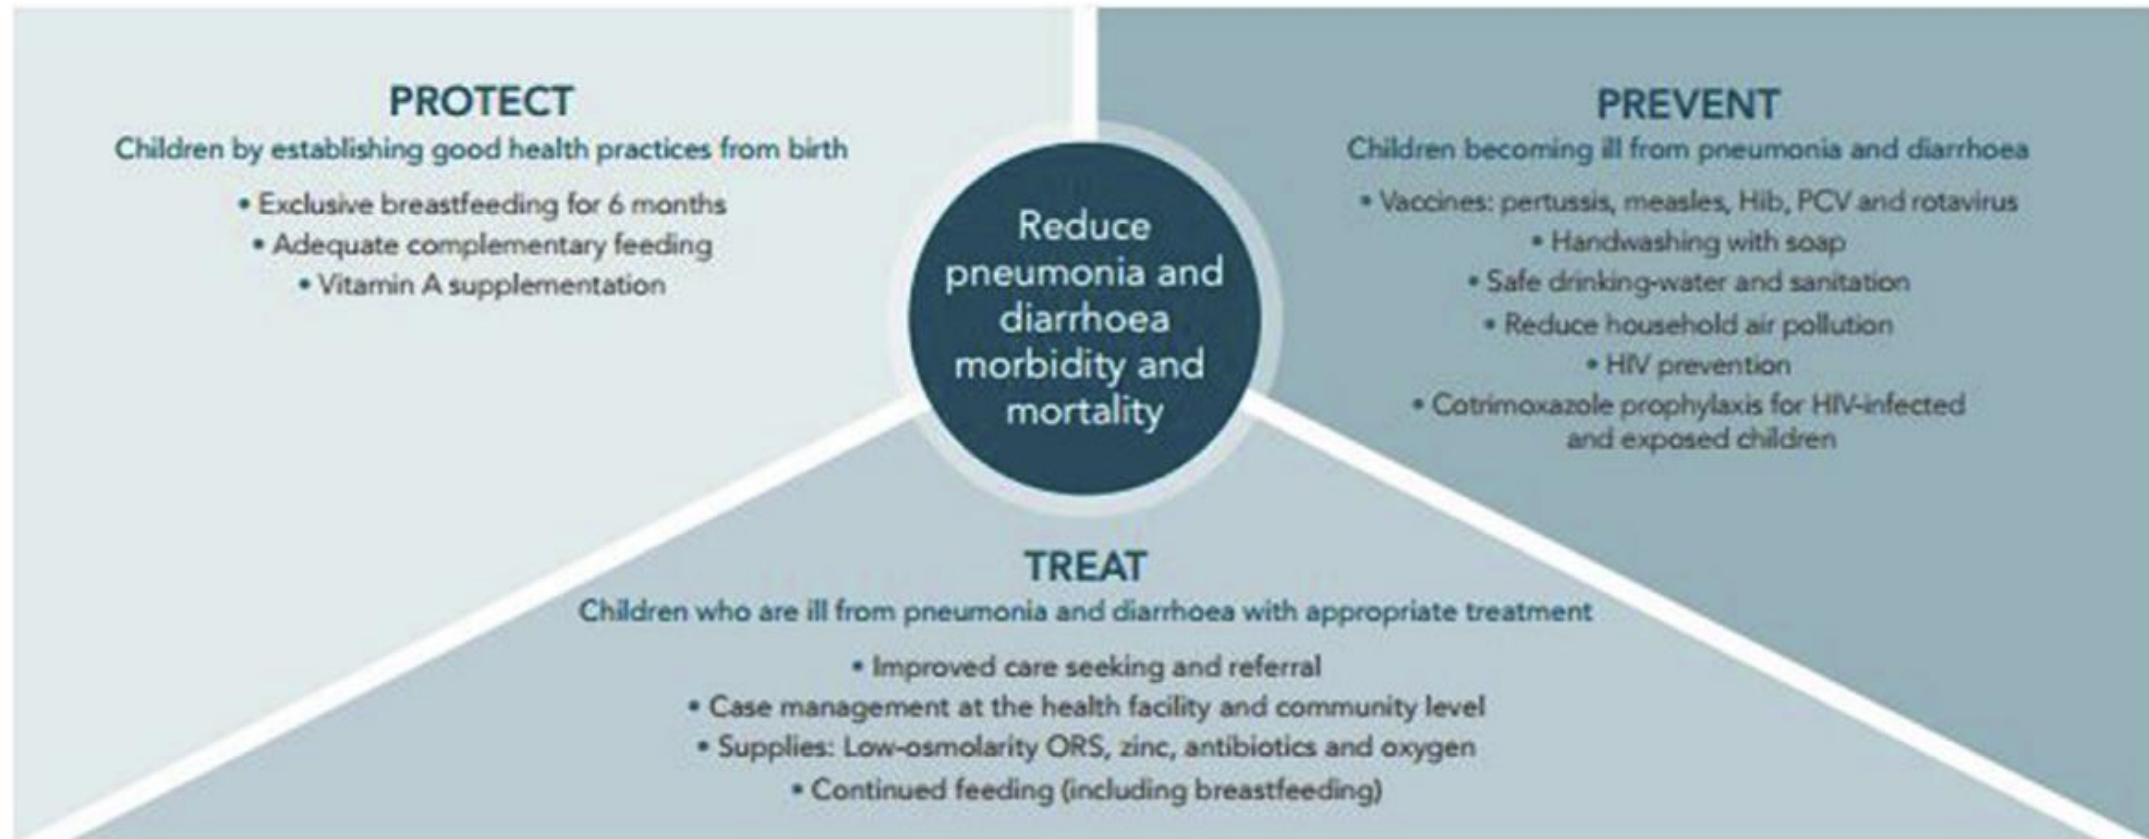 PROTECT
Children by establishing good health practices from birth
• Exclusive breastfeeding for 6 months
• Adequate complementary feeding
• Vitamin A supplementation
PREVENT
Children becoming ill from pneumonia and diarrhoea
• Vaccines: pertussis, measles, Hib, PCV and rotavirus
• Handwashing with soap
• Safe drinking-water and sanitation
• Reduce household air pollution
• HIV prevention
• Cotrimoxazole prophylaxis for HIV-infected
and exposed children
Reduce
pneumonia and
diarrhoea
morbidity and
mortality
TREAT
Children who are ill from pneumonia and diarrhoea with appropriate treatment
• Improved care seeking and referral
• Case management at the health facility and community level
• Supplies: Low-osmolarity ORS, zinc, antibiotics and oxygen
• Continued feeding (including breastfeeding)